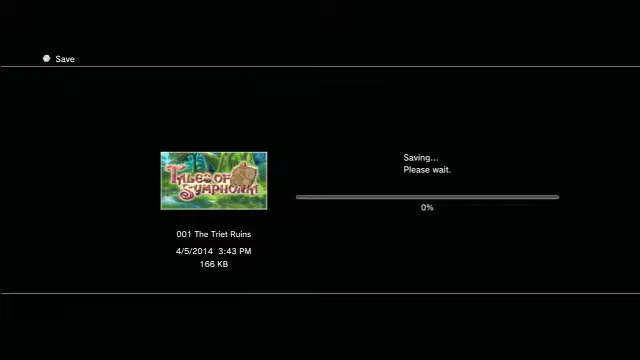 Save
TALES OF
SYMPHONIA
Saving...
Please wait.
0%
001 The Triet Ruins
4/5/2014 3:43 PM
166 KB